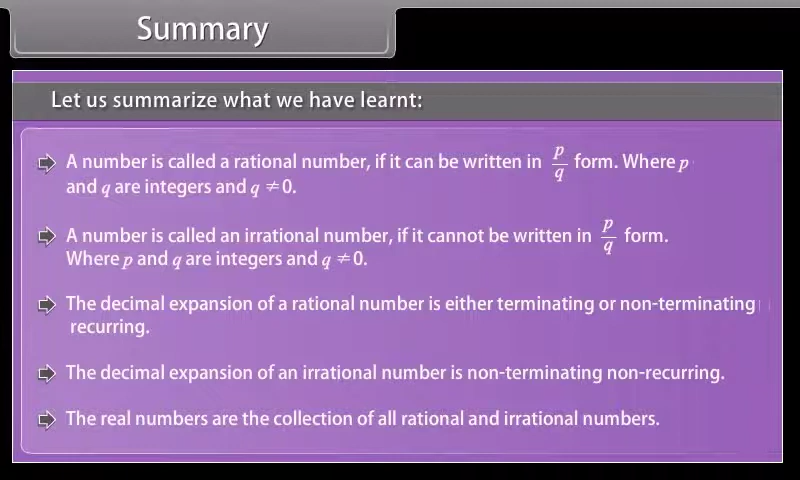 Summary
Let us summarize what we have learnt:
A number is called a rational number, if it can be written in p/q form. Where p
and q are integers and q ≠ 0.
A number is called an irrational number, if it cannot be written in p/q form.
Where p and q are integers and q ≠ 0.
The decimal expansion of a rational number is either terminating or non-terminating
recurring.
The decimal expansion of an irrational number is non-terminating non-recurring.
The real numbers are the collection of all rational and irrational numbers.